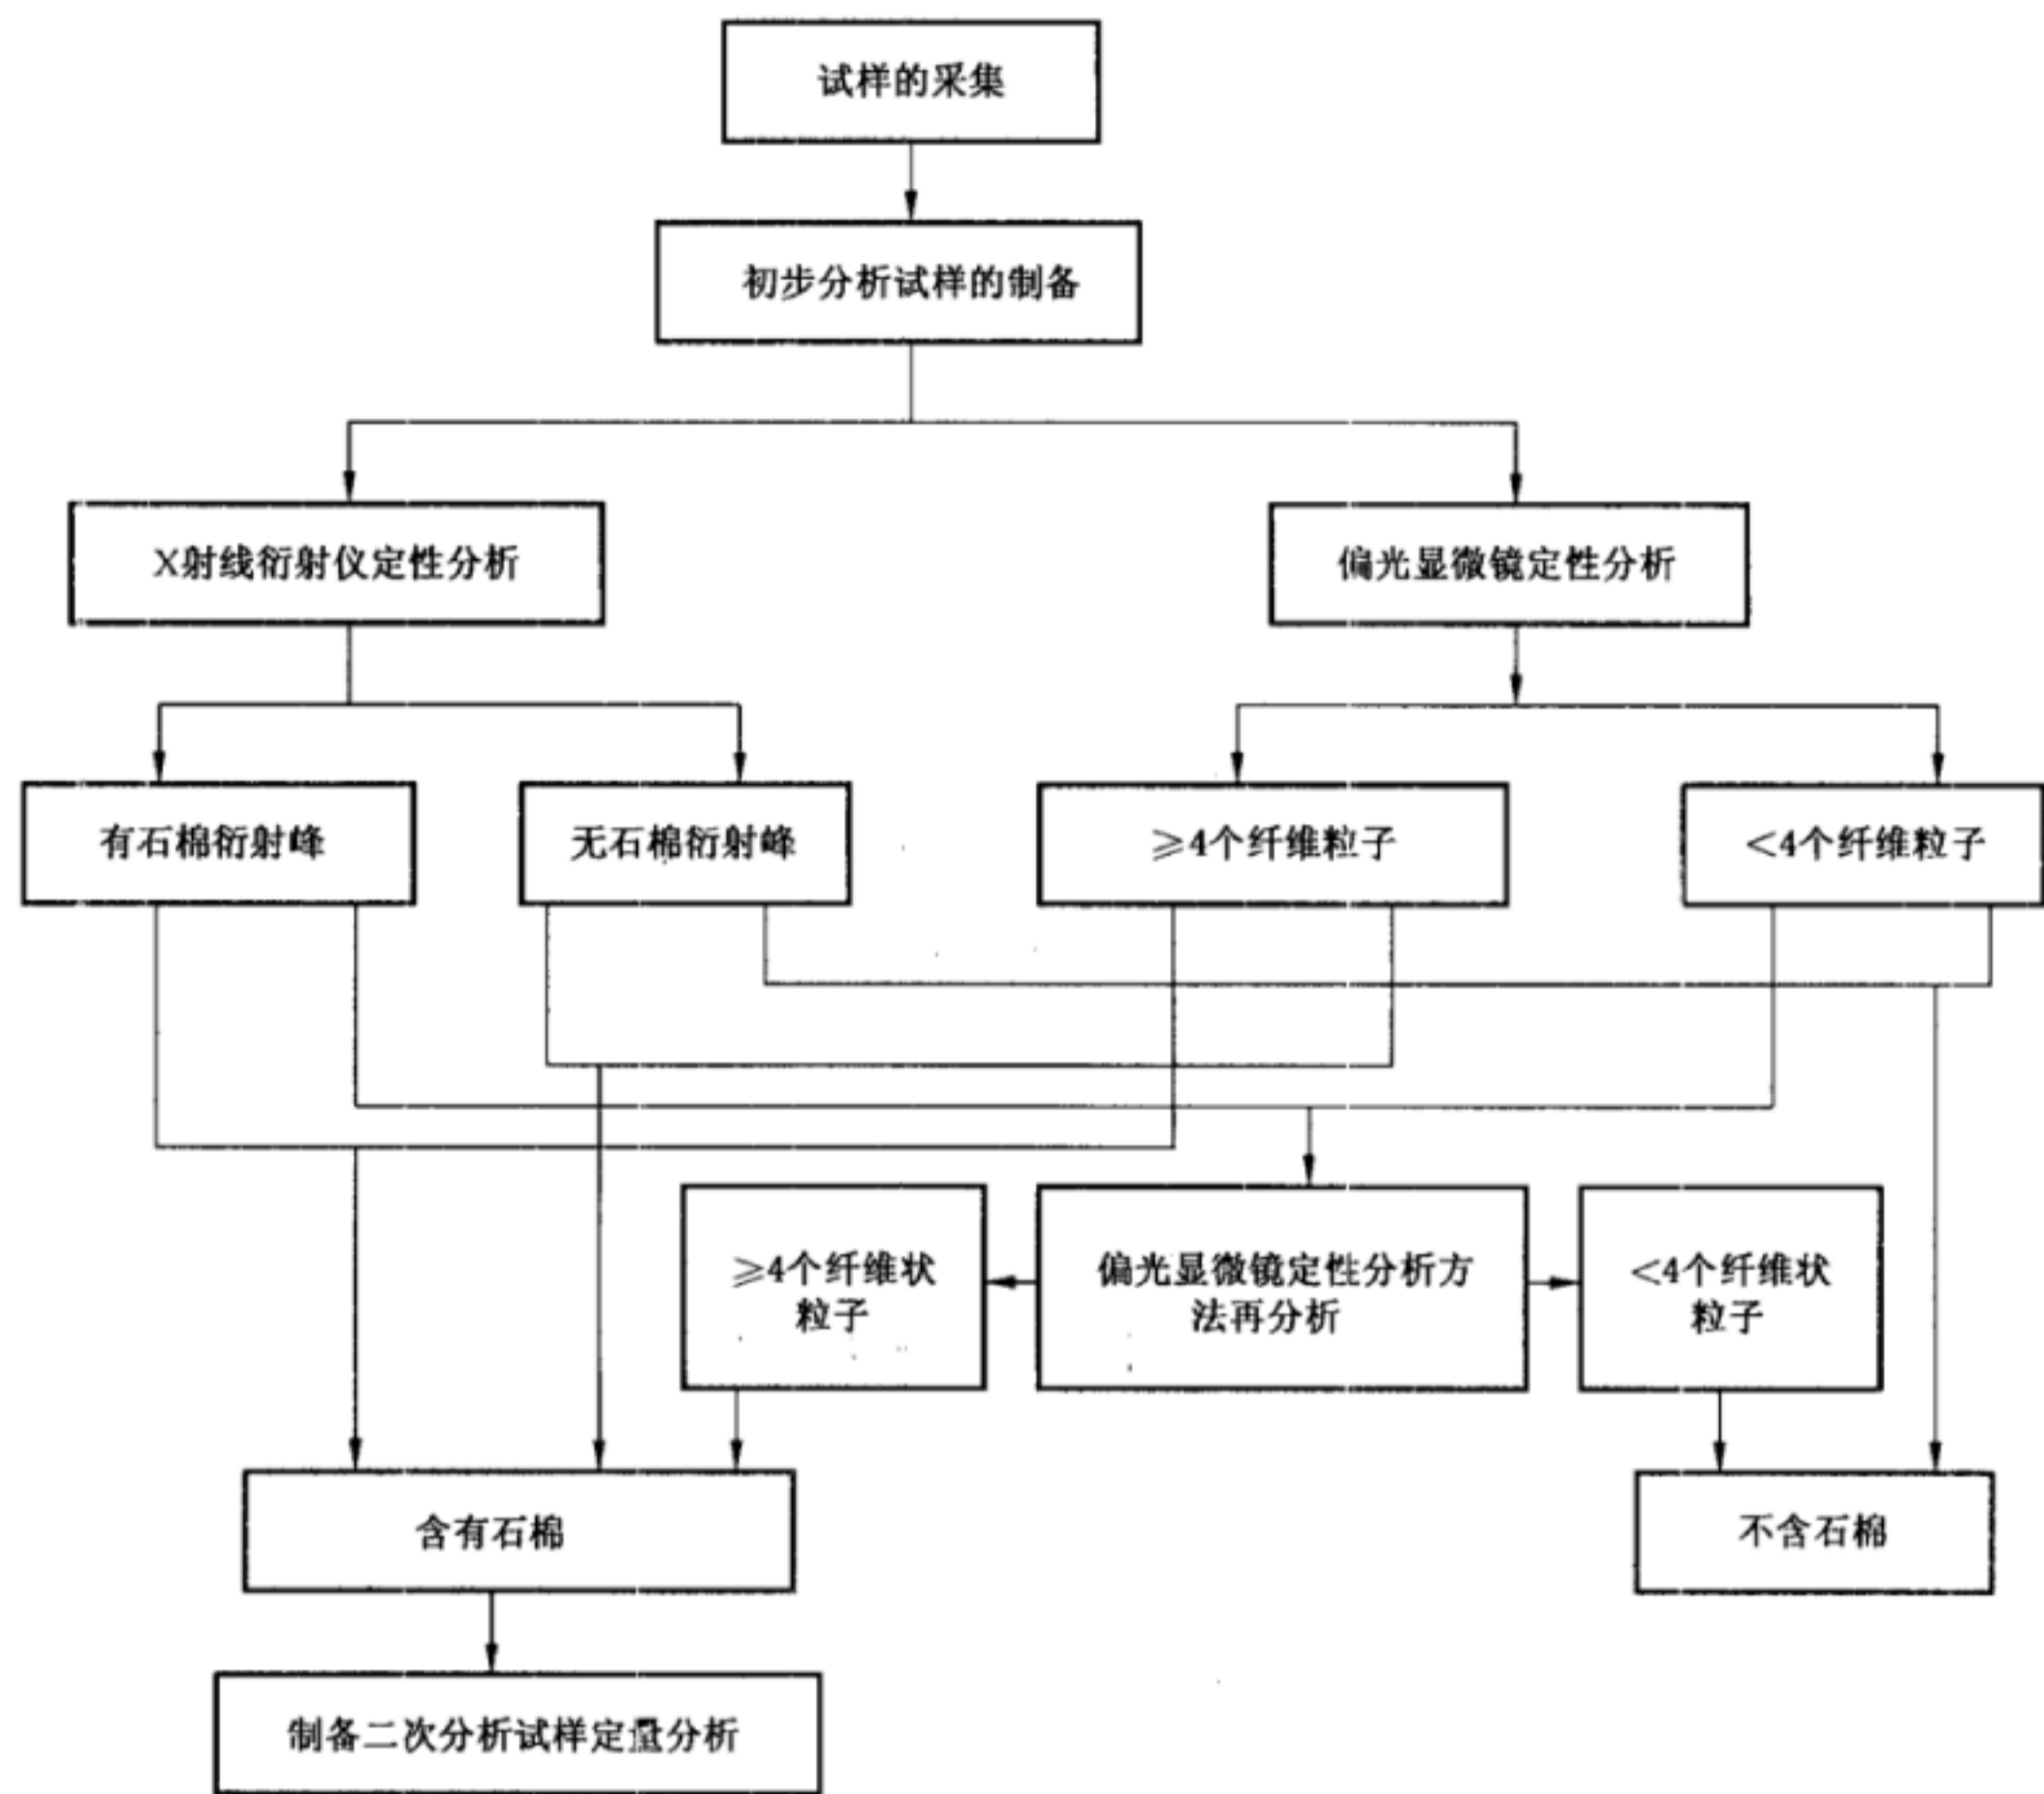 试样的采集
初步分析试样的制备
X射线衍射仪定性分析
偏光显微镜定性分析
有石棉衍射峰
无石棉衍射峰
≥4个纤维粒子
<4个纤维粒子
≥4个纤维状
粒子
偏光显微镜定性分析方
法再分析
<4个纤维状
粒子
含有石棉
不含石棉
制备二次分析试样定量分析